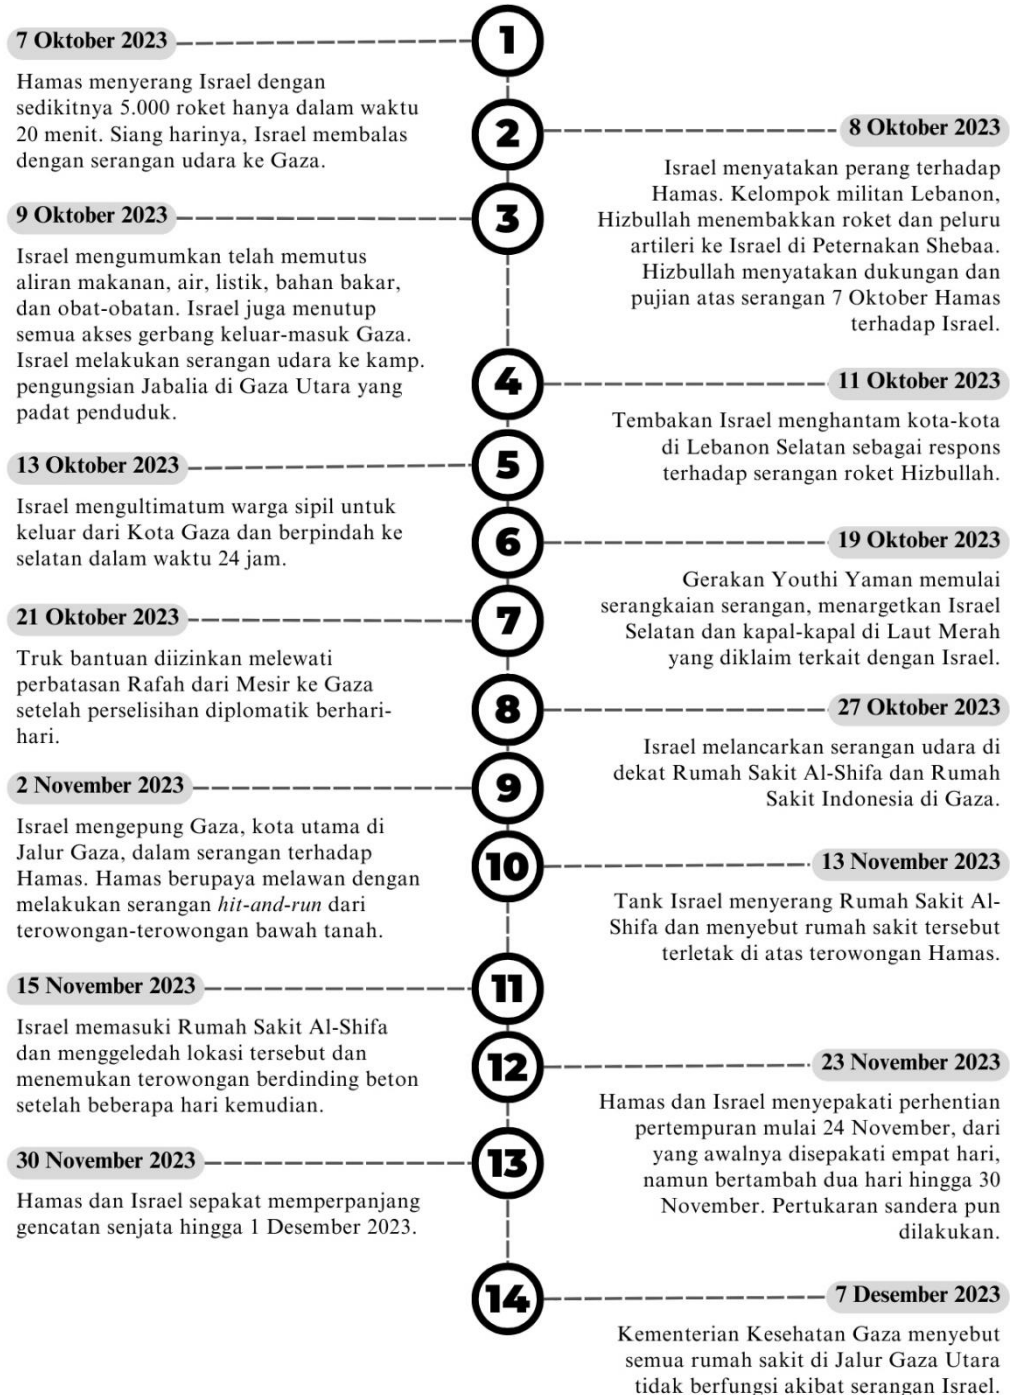 1
7 Oktober 2023
Hamas menyerang Israel dengan
sedikitnya 5.000 roket hanya dalam waktu
20 menit. Siang harinya, Israel membalas
dengan serangan udara ke Gaza.
2
8 Oktober 2023
Israel menyatakan perang terhadap
Hamas. Kelompok militan Lebanon,
Hizbullah menembakkan roket dan peluru
artileri ke Israel di Peternakan Shebaa.
Hizbullah menyatakan dukungan dan
pujian atas serangan 7 Oktober Hamas
terhadap Israel.
3
9 Oktober 2023
Israel mengumumkan telah memutus
aliran makanan, air, listik, bahan bakar,
dan obat-obatan. Israel juga menutup
semua akses gerbang keluar-masuk Gaza.
Israel melakukan serangan udara ke kamp.
pengungsian Jabalia di Gaza Utara yang
padat penduduk.
4
11 Oktober 2023
Tembakan Israel menghantam kota-kota
di Lebanon Selatan sebagai respons
terhadap serangan roket Hizbullah.
5
13 Oktober 2023
Israel mengultimatum warga sipil untuk
keluar dari Kota Gaza dan berpindah ke
selatan dalam waktu 24 jam.
6
19 Oktober 2023
Gerakan Youthi Yaman memulai
serangkaian serangan, menargetkan Israel
Selatan dan kapal-kapal di Laut Merah
yang diklaim terkait dengan Israel.
7
21 Oktober 2023
Truk bantuan diizinkan melewati
perbatasan Rafah dari Mesir ke Gaza
setelah perselisihan diplomatik berhari-
hari.
8
27 Oktober 2023
Israel melancarkan serangan udara di
dekat Rumah Sakit Al-Shifa dan Rumah
Sakit Indonesia di Gaza.
9
2 November 2023
Israel mengepung Gaza, kota utama di
Jalur Gaza, dalam serangan terhadap
Hamas. Hamas berupaya melawan dengan
melakukan serangan hit-and-run dari
terowongan-terowongan bawah tanah.
10
13 November 2023
Tank Israel menyerang Rumah Sakit Al-
Shifa dan menyebut rumah sakit tersebut
terletak di atas terowongan Hamas.
11
15 November 2023
Israel memasuki Rumah Sakit Al-Shifa
dan menggeledah lokasi tersebut dan
menemukan terowongan berdinding beton
setelah beberapa hari kemudian.
12
23 November 2023
Hamas dan Israel menyepakati perhentian
pertempuran mulai 24 November, dari
yang awalnya disepakati empat hari,
namun bertambah dua hari hingga 30
November. Pertukaran sandera pun
dilakukan.
13
30 November 2023
Hamas dan Israel sepakat memperpanjang
gencatan senjata hingga 1 Desember 2023.
14
7 Desember 2023
Kementerian Kesehatan Gaza menyebut
semua rumah sakit di Jalur Gaza Utara
tidak berfungsi akibat serangan Israel.